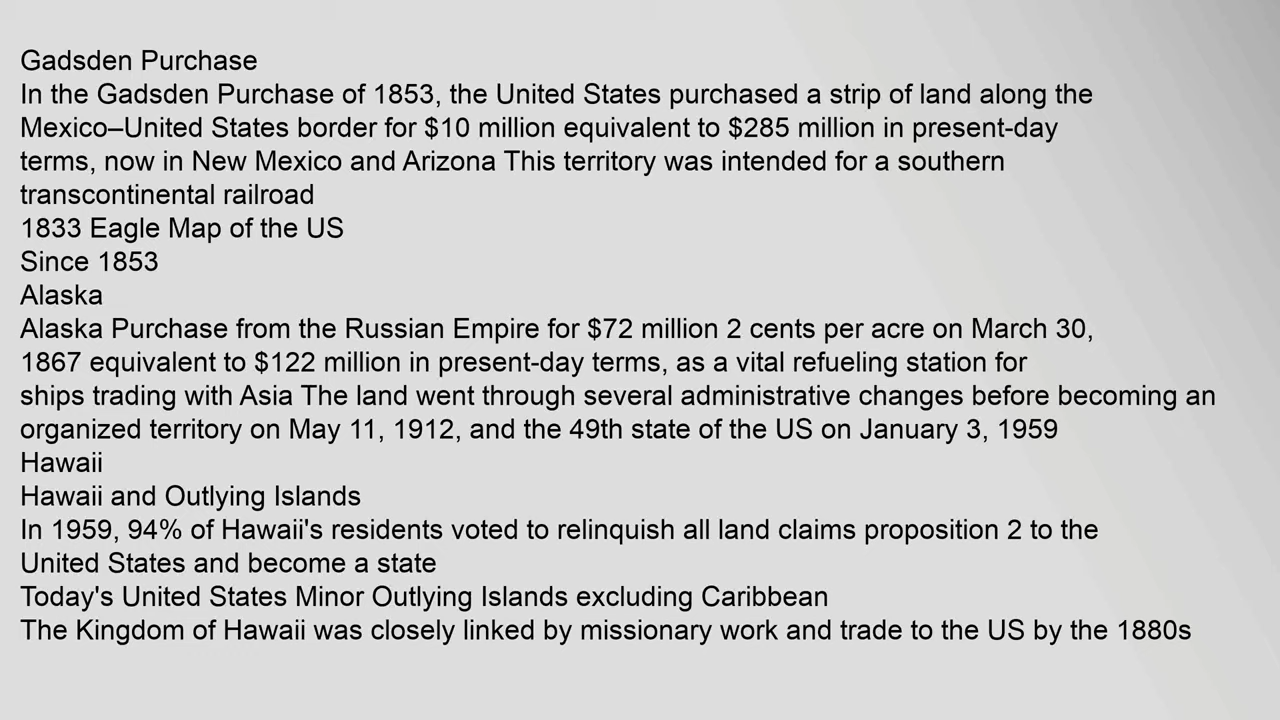 Gadsden Purchase
In the Gadsden Purchase of 1853, the United States purchased a strip of land along the
Mexico–United States border for $10 million equivalent to $285 million in present-day
terms, now in New Mexico and Arizona This territory was intended for a southern
transcontinental railroad
1833 Eagle Map of the US
Since 1853
Alaska
Alaska Purchase from the Russian Empire for $72 million 2 cents per acre on March 30,
1867 equivalent to $122 million in present-day terms, as a vital refueling station for
ships trading with Asia The land went through several administrative changes before becoming an
organized territory on May 11, 1912, and the 49th state of the US on January 3, 1959
Hawaii
Hawaii and Outlying Islands
In 1959, 94% of Hawaii's residents voted to relinquish all land claims proposition 2 to the
United States and become a state
Today's United States Minor Outlying Islands excluding Caribbean
The Kingdom of Hawaii was closely linked by missionary work and trade to the US by the 1880s